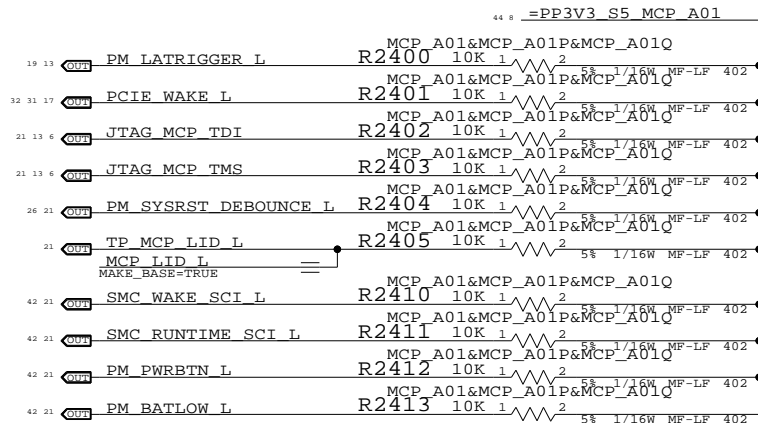 44 8 =PP3V3_S5_MCP_A01
MCP_A01&MCP_A01P&MCP_A01Q
19 13 OUT PM_LATRIGGER_L R2400 10K 1 2
5% 1/16W MF-LF 402
MCP_A01&MCP_A01P&MCP_A01Q
32 31 17 OUT PCIE_WAKE_L R2401 10K 1 2
5% 1/16W MF-LF 402
MCP_A01&MCP_A01P&MCP_A01Q
21 13 6 OUT JTAG_MCP_TDI R2402 10K 1 2
5% 1/16W MF-LF 402
MCP_A01&MCP_A01P&MCP_A01Q
21 13 6 OUT JTAG_MCP_TMS R2403 10K 1 2
5% 1/16W MF-LF 402
MCP_A01&MCP_A01P&MCP_A01Q
26 21 OUT PM_SYSRST_DEBOUNCE_L R2404 10K 1 2
5% 1/16W MF-LF 402
MCP_A01&MCP_A01P&MCP_A01Q
21 OUT TP_MCP_LID_L R2405 10K 1 2
5% 1/16W MF-LF 402
MCP_LID_L
MAKE_BASE=TRUE
MCP_A01&MCP_A01P&MCP_A01Q
42 21 OUT SMC_WAKE_SCI_L R2410 10K 1 2
5% 1/16W MF-LF 402
MCP_A01&MCP_A01P&MCP_A01Q
42 21 OUT SMC_RUNTIME_SCI_L R2411 10K 1 2
5% 1/16W MF-LF 402
MCP_A01&MCP_A01P&MCP_A01Q
42 21 OUT PM_PWRBTN_L R2412 10K 1 2
5% 1/16W MF-LF 402
MCP_A01&MCP_A01P&MCP_A01Q
42 21 OUT PM_BATLOW_L R2413 10K 1 2
5% 1/16W MF-LF 402